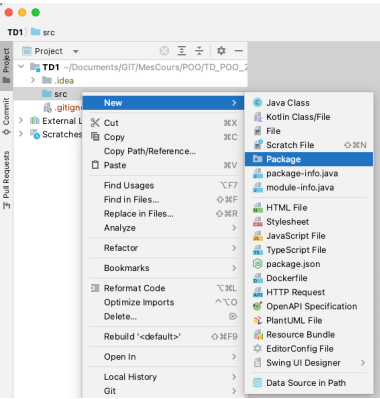 TD1 src
Project
TD1 ~/Documents/GIT/MesCours/POO/TD_POO_2
.idea
src
.gitign
External L
Scratches
Project
Commit
Pull Requests
New
Cut ⌘X
Copy ⌘C
Copy Path/Reference...
Paste ⌘V
Find Usages ⌥F7
Find in Files... ⇧⌘F
Replace in Files... ⇧⌘R
Analyze
Refactor
Bookmarks
Reformat Code ⌥⌘L
Optimize Imports ⌃⌥O
Delete... ⌦
Rebuild '<default>' ⇧⌘F9
Open In
Local History
Git
Java Class
Kotlin Class/File
File
Scratch File ⇧⌘N
Package
package-info.java
module-info.java
HTML File
Stylesheet
JavaScript File
TypeScript File
package.json
Dockerfile
HTTP Request
OpenAPI Specification
PlantUML File
Resource Bundle
EditorConfig File
Swing UI Designer
Data Source in Path